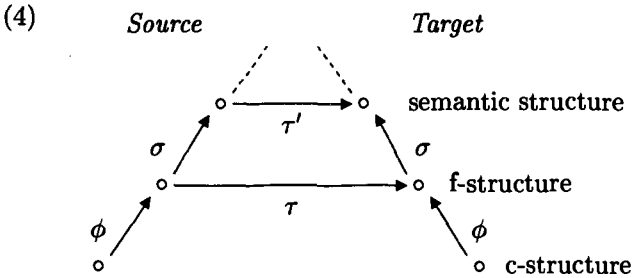 (4) Source Target
semantic structure
τ′
σ σ
f-structure
τ
φ φ
c-structure